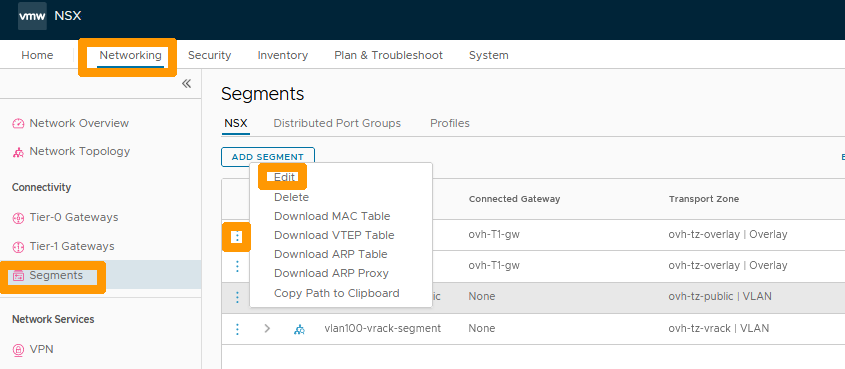 vmw NSX
Home Networking Security Inventory Plan & Troubleshoot System
«
Segments
NSX Distributed Port Groups Profiles
Network Overview
Network Topology
Connectivity
Tier-0 Gateways
Tier-1 Gateways
Segments
Network Services
VPN
ADD SEGMENT
Edit
Delete
Download MAC Table
Download VTEP Table
Download ARP Table
Download ARP Proxy
Copy Path to Clipboard
Connected Gateway Transport Zone
ovh-T1-gw ovh-tz-overlay | Overlay
ovh-T1-gw ovh-tz-overlay | Overlay
ic None ovh-tz-public | VLAN
vlan100-vrack-segment None ovh-tz-vrack | VLAN